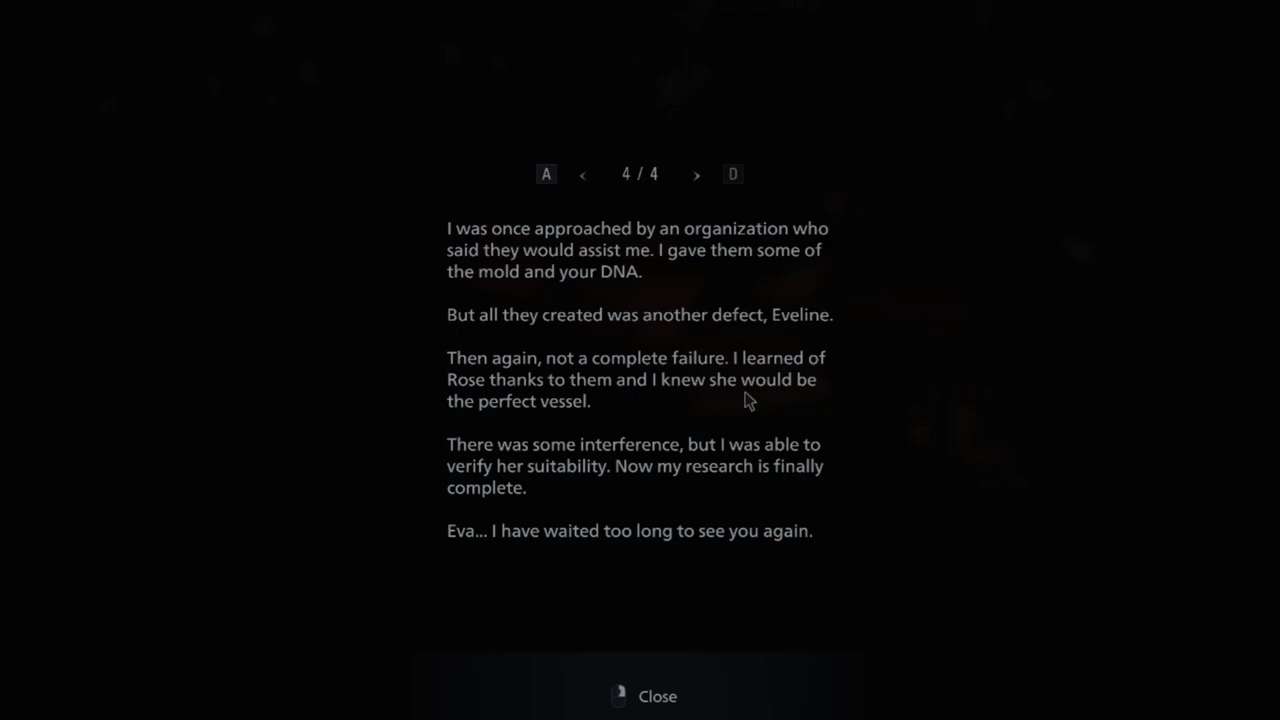 A < 4 / 4 > D
I was once approached by an organization who
said they would assist me. I gave them some of
the mold and your DNA.
But all they created was another defect, Eveline.
Then again, not a complete failure. I learned of
Rose thanks to them and I knew she would be
the perfect vessel.
There was some interference, but I was able to
verify her suitability. Now my research is finally
complete.
Eva... I have waited too long to see you again.
Close